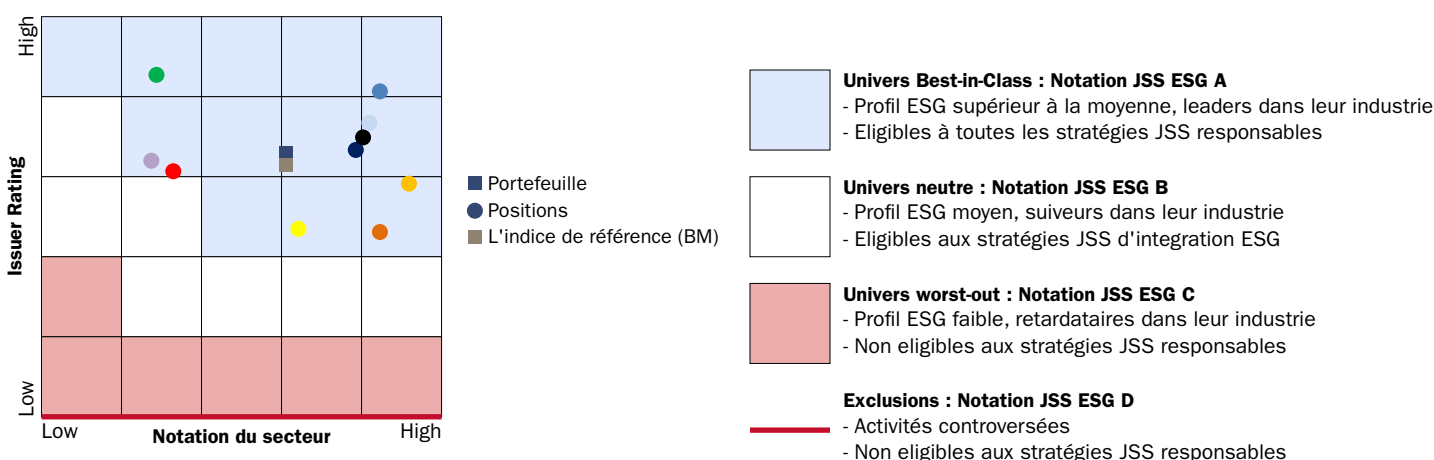 High
Issuer Rating
Low
Low
Notation du secteur
High
Portefeuille
Positions
L'indice de référence (BM)
Univers Best-in-Class : Notation JSS ESG A
- Profil ESG supérieur à la moyenne, leaders dans leur industrie
- Eligibles à toutes les stratégies JSS responsables
Univers neutre : Notation JSS ESG B
- Profil ESG moyen, suiveurs dans leur industrie
- Eligibles aux stratégies JSS d'integration ESG
Univers worst-out : Notation JSS ESG C
- Profil ESG faible, retardataires dans leur industrie
- Non eligibles aux stratégies JSS responsables
Exclusions : Notation JSS ESG D
- Activités controversées
- Non eligibles aux stratégies JSS responsables